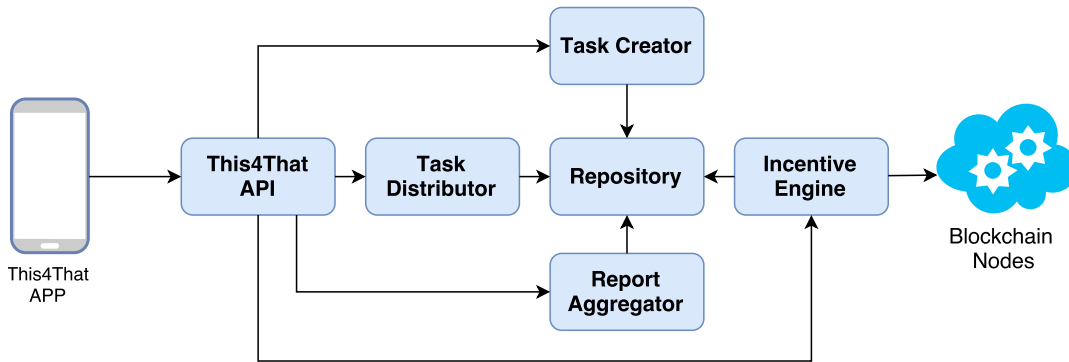 Task Creator
This4That
API
Task
Distributor
Repository
Incentive
Engine
Report
Aggregator
This4That
APP
Blockchain
Nodes